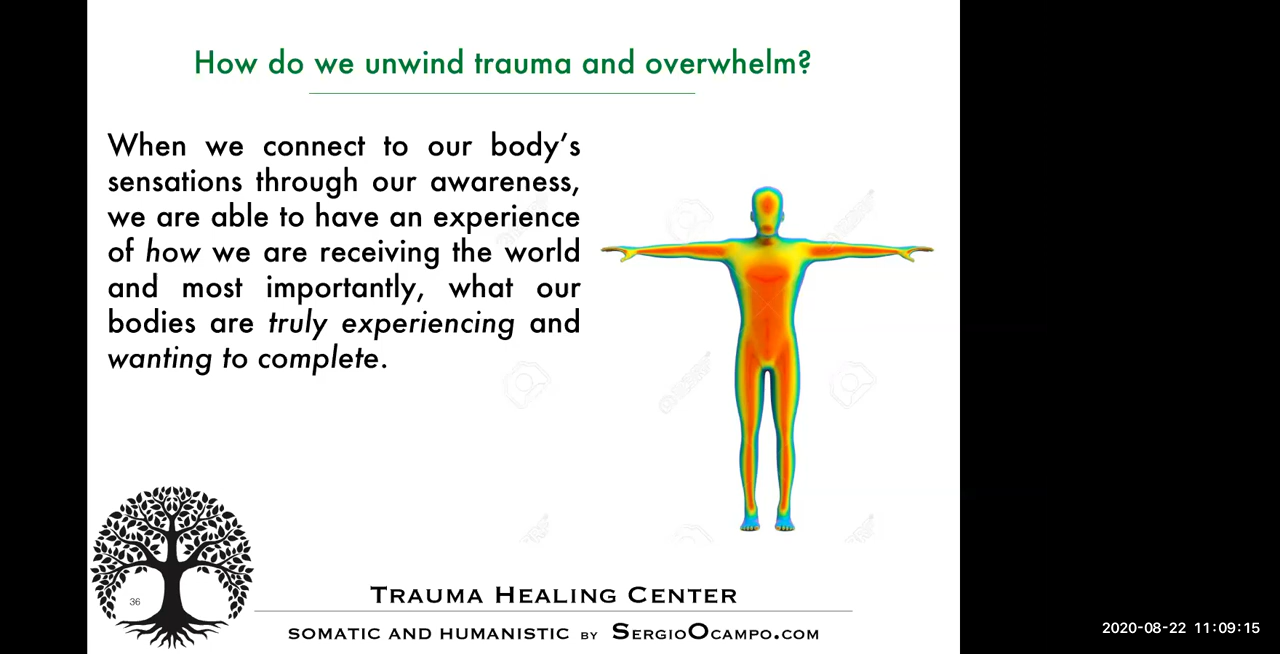 How do we unwind trauma and overwhelm?
When we connect to our body’s
sensations through our awareness,
we are able to have an experience
of how we are receiving the world
and most importantly, what our
bodies are truly experiencing and
wanting to complete.
36
Trauma Healing Center
SOMATIC AND HUMANISTIC BY SergioOcampo.com
2020-08-22 11:09:15